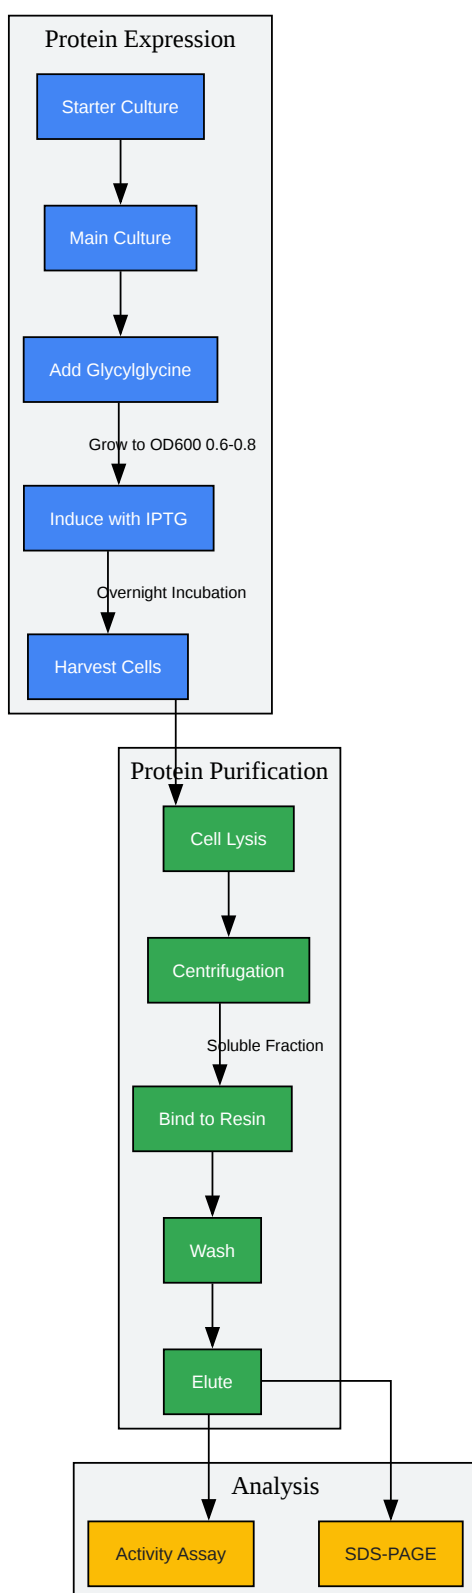 Protein Expression
Starter Culture
Main Culture
Add Glycylglycine
Grow to OD600 0.6-0.8
Induce with IPTG
Overnight Incubation
Harvest Cells
Protein Purification
Cell Lysis
Centrifugation
Soluble Fraction
Bind to Resin
Wash
Elute
Analysis
Activity Assay
SDS-PAGE